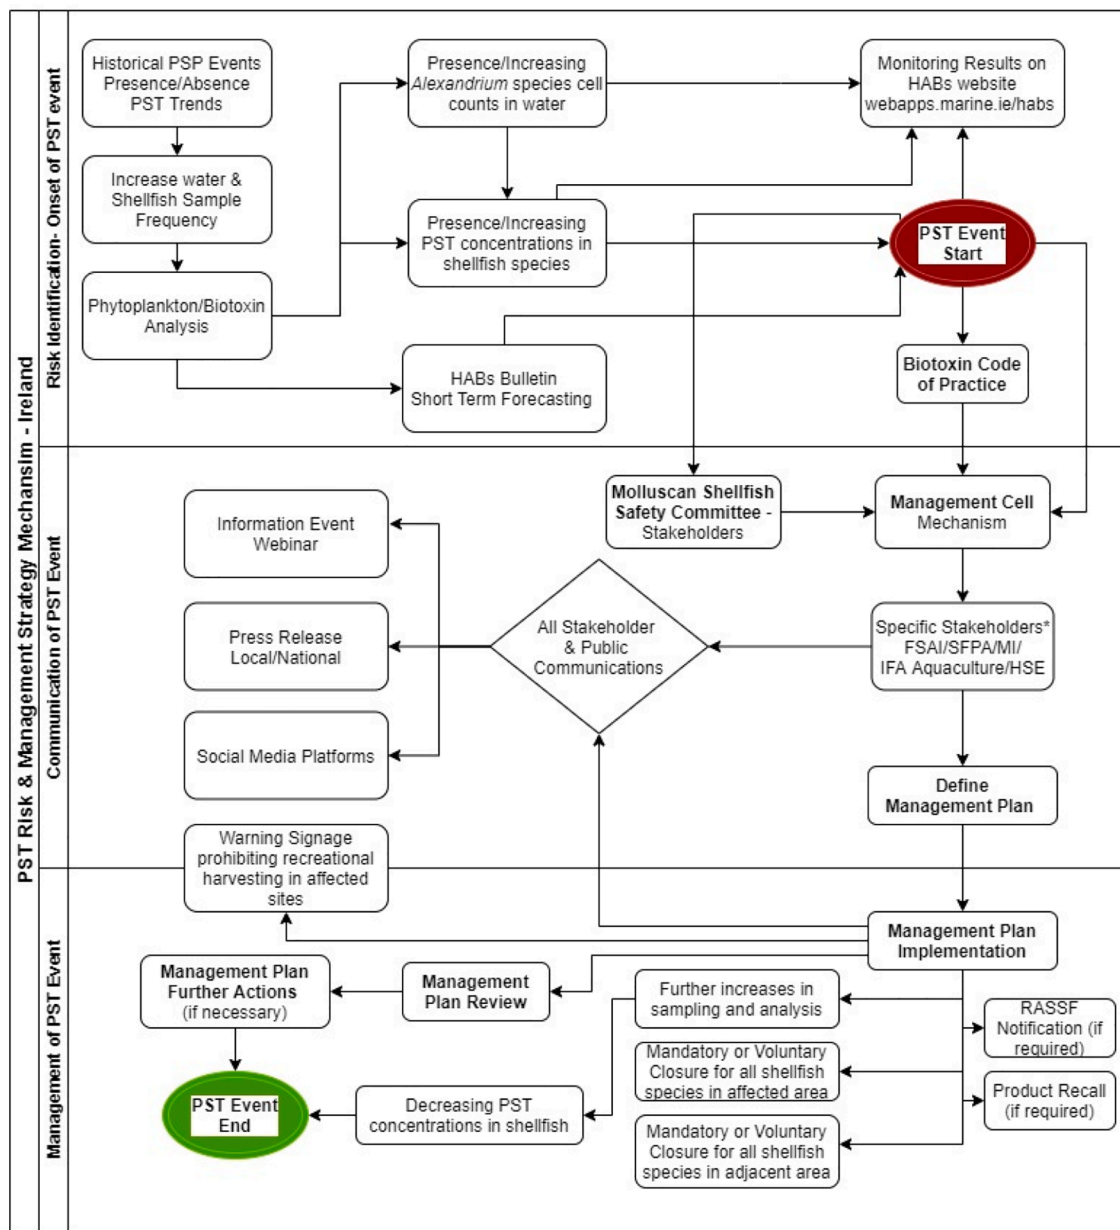 PST Risk & Management Strategy Mechansim - Ireland
Risk Identification- Onset of PST event
Historical PSP Events
Presence/Absence
PST Trends
Presence/Increasing
Alexandrium species cell
counts in water
Monitoring Results on
HABs website
webapps.marine.ie/habs
Increase water &
Shellfish Sample
Frequency
Presence/Increasing
PST concentrations in
shellfish species
PST Event
Start
Phytoplankton/Biotoxin
Analysis
HABs Bulletin
Short Term Forecasting
Biotoxin Code
of Practice
Communication of PST Event
Information Event
Webinar
Molluscan Shellfish
Safety Committee -
Stakeholders
Management Cell
Mechanism
Press Release
Local/National
All Stakeholder
& Public
Communications
Specific Stakeholders*
FSAI/SFPA/MI/
IFA Aquaculture/HSE
Social Media Platforms
Define
Management Plan
Warning Signage
prohibiting recreational
harvesting in affected
sites
Management of PST Event
Management Plan
Implementation
Management Plan
Further Actions
(if necessary)
Management
Plan Review
Further increases in
sampling and analysis
RASSF
Notification (if
required)
Mandatory or Voluntary
Closure for all shellfish
species in affected area
Product Recall
(if required)
PST Event
End
Decreasing PST
concentrations in shellfish
Mandatory or Voluntary
Closure for all shellfish
species in adjacent area